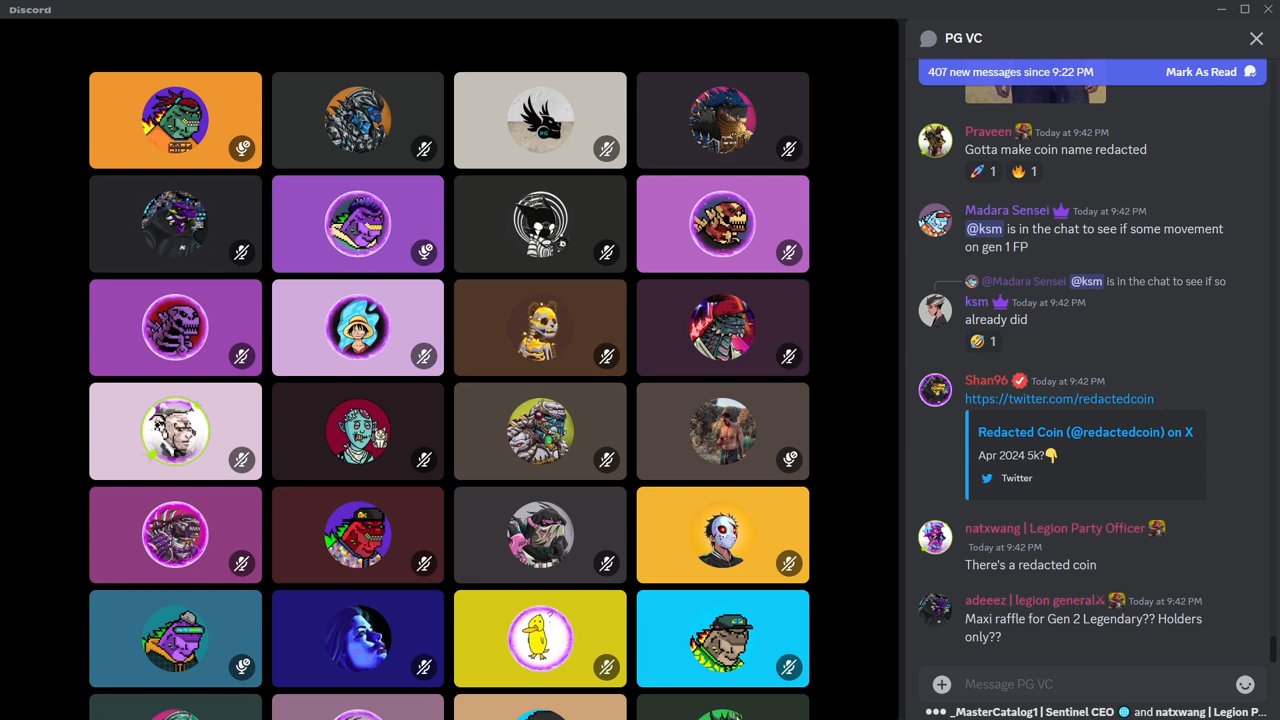 Discord
PG VC
407 new messages since 9:22 PM
Mark As Read
Praveen Today at 9:42 PM
Gotta make coin name redacted
🚀 1 🔥 1
Madara Sensei Today at 9:42 PM
@ksm is in the chat to see if some movement
on gen 1 FP
@Madara Sensei @ksm is in the chat to see if so
ksm Today at 9:42 PM
already did
🤣 1
Shan96 Today at 9:42 PM
https://twitter.com/redactedcoin
Redacted Coin (@redactedcoin) on X
Apr 2024 5k?👇
Twitter
natxwang | Legion Party Officer
Today at 9:42 PM
There's a redacted coin
adeeez | legion general⚔ Today at 9:42 PM
Maxi raffle for Gen 2 Legendary?? Holders
only??
Message PG VC
_MasterCatalog1 | Sentinel CEO 🌐 and natxwang | Legion P...